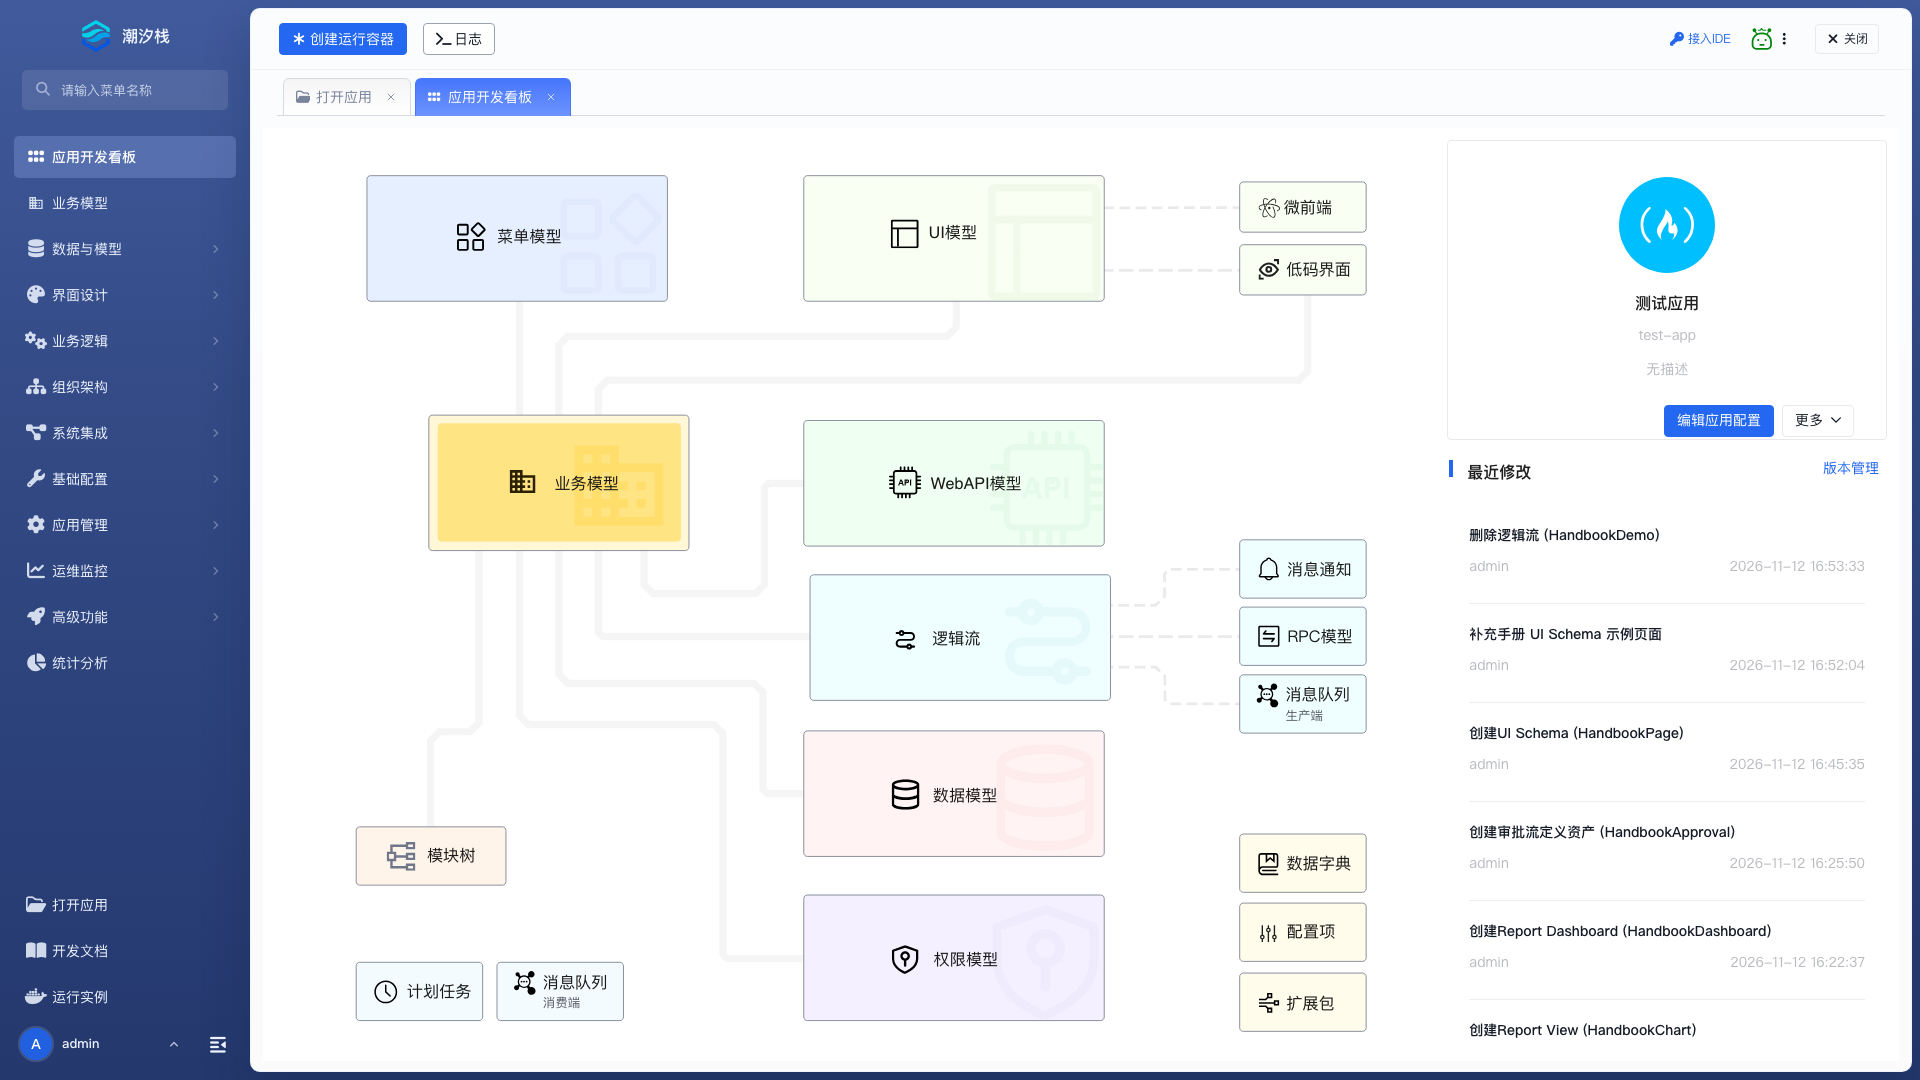 潮汐栈
请输入菜单名称
应用开发看板
业务模型
数据与模型
界面设计
业务逻辑
组织架构
系统集成
基础配置
应用管理
运维监控
高级功能
统计分析
打开应用
开发文档
运行实例
A admin
创建运行容器 日志
接入IDE 关闭
打开应用 应用开发看板
菜单模型
UI模型
微前端
低码界面
业务模型
WebAPI模型
API
API
逻辑流
消息通知
RPC模型
消息队列
生产端
数据模型
模块树
权限模型
数据字典
配置项
扩展包
计划任务
消息队列
消费端
测试应用
test-app
无描述
编辑应用配置 更多
最近修改 版本管理
删除逻辑流 (HandbookDemo)
admin 2026-11-12 16:53:33
补充手册 UI Schema 示例页面
admin 2026-11-12 16:52:04
创建UI Schema (HandbookPage)
admin 2026-11-12 16:45:35
创建审批流定义资产 (HandbookApproval)
admin 2026-11-12 16:25:50
创建Report Dashboard (HandbookDashboard)
admin 2026-11-12 16:22:37
创建Report View (HandbookChart)